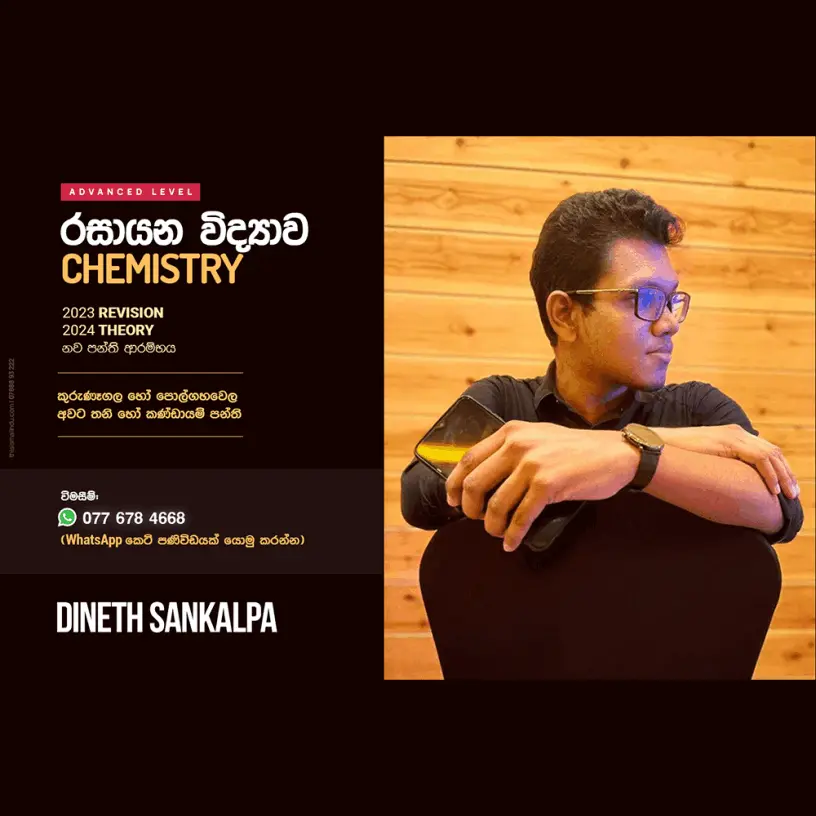 ADVANCED LEVEL
රසායන විද්‍යාව
CHEMISTRY
2023 REVISION
2024 THEORY
නව පන්ති ආරම්භය
කුරුණෑගල හෝ පොල්ගහවෙල
අවට තනි හෝ කණ්ඩායම් පන්ති
විමසීම්:
077 678 4668
(WhatsApp කෙටි පණිවිඩයක් යොමු කරන්න)
DINETH SANKALPA